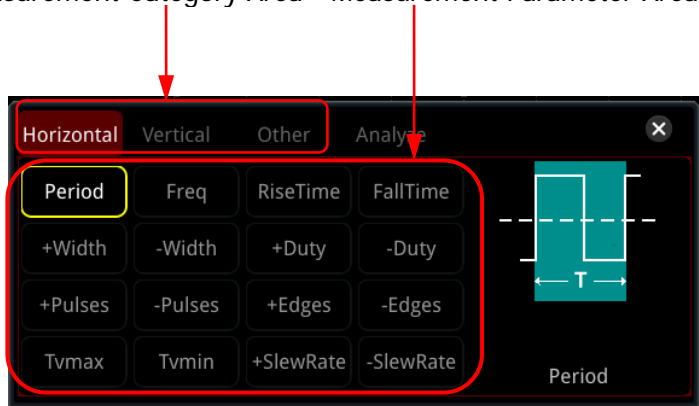 Category Area Measurement Parameter Area
Horizontal Vertical Other Analyze
Period Freq RiseTime FallTime
+Width -Width +Duty -Duty
+Pulses -Pulses +Edges -Edges
Tvmax Tvmin +SlewRate -SlewRate
T
Period